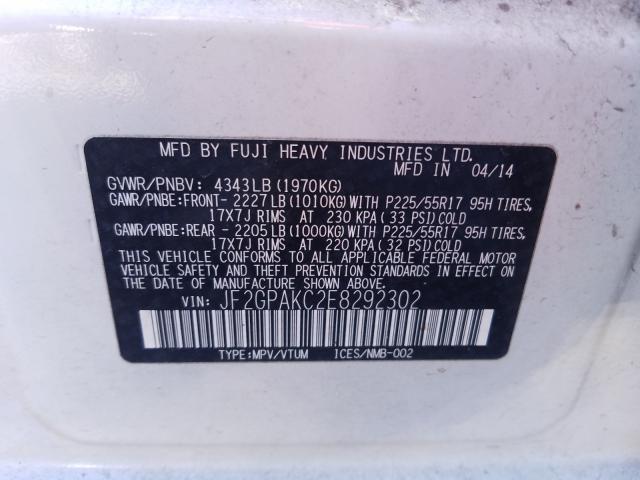 MFD BY FUJI HEAVY INDUSTRIES LTD.
MFD IN 04/14
GVWR/PNBV: 4343LB (1970KG)
GAWR/PNBE:FRONT- 2227LB (1010KG) WITH P225/55R17 95H TIRES,
17X7J RIMS AT 230 KPA ( 33 PSI) COLD
GAWR/PNBE:REAR - 2205LB (1000KG) WITH P225/55R17 95H TIRES,
17X7J RIMS AT 220 KPA ( 32 PSI) COLD
THIS VEHICLE CONFORMS TO ALL APPLICABLE FEDERAL MOTOR
VEHICLE SAFETY AND THEFT PREVENTION STANDARDS IN EFFECT ON
THE DATE OF MANUFACTURE SHOWN ABOVE.
VIN: JF2GPAKC2E8292302
TYPE:MPV/VTUM ICES/NMB-002